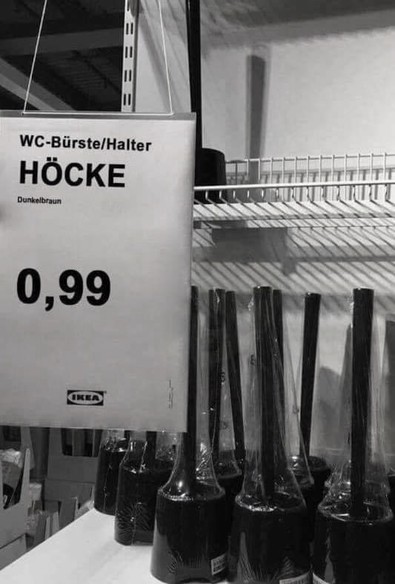 WC-Bürste/Halter
HÖCKE
Dunkelbraun
0,99
IKEA